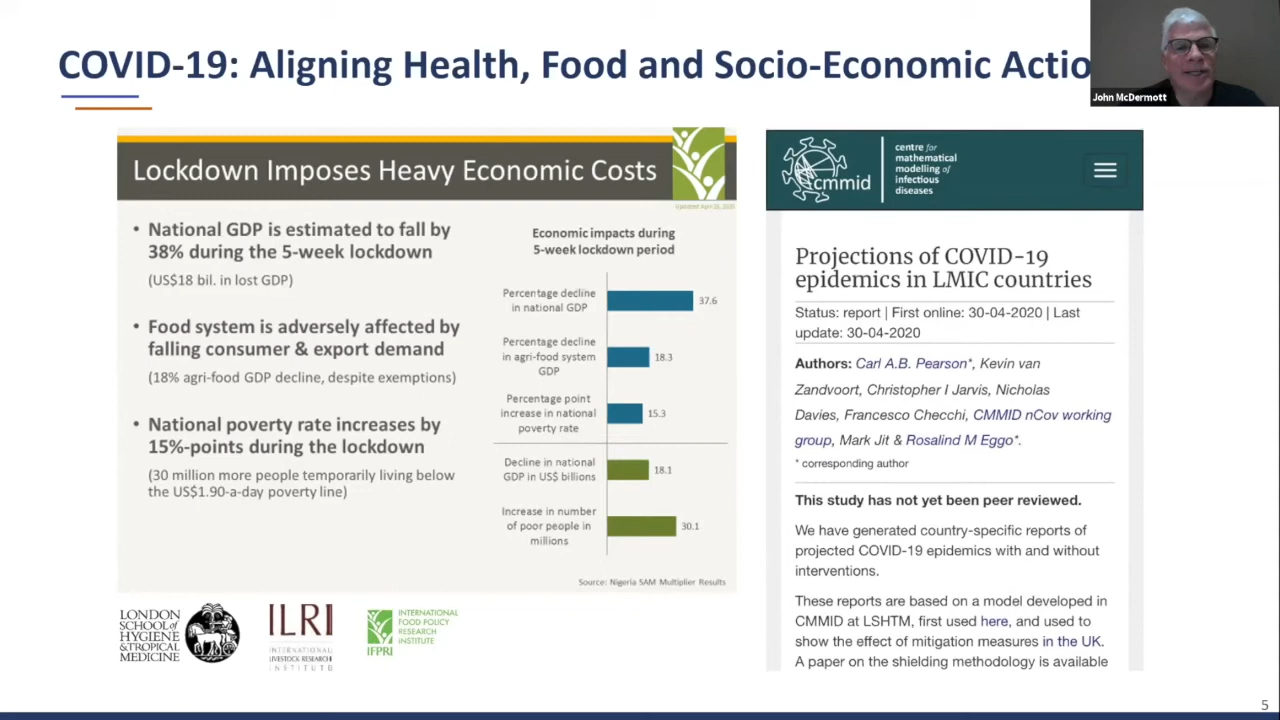 COVID-19: Aligning Health, Food and Socio-Economic Actio
John McDermott
Lockdown Imposes Heavy Economic Costs
• National GDP is estimated to fall by
38% during the 5-week lockdown
(US$18 bil. in lost GDP)
• Food system is adversely affected by
falling consumer & export demand
(18% agri-food GDP decline, despite exemptions)
• National poverty rate increases by
15%-points during the lockdown
(30 million more people temporarily living below
the US$1.90-a-day poverty line)
Economic impacts during
5-week lockdown period
Percentage decline
in national GDP
37.6
Percentage decline
in agri-food system
GDP
18.3
Percentage point
increase in national
poverty rate
15.3
Decline in national
GDP in US$ billions
18.1
Increase in number
of poor people in
millions
30.1
Source: Nigeria SAM Multiplier Results
cmmid
centre for
mathematical
modelling of
infectious
diseases
Projections of COVID-19
epidemics in LMIC countries
Status: report | First online: 30-04-2020 | Last
update: 30-04-2020
Authors: Carl A.B. Pearson*, Kevin van
Zandvoort, Christopher I Jarvis, Nicholas
Davies, Francesco Checchi, CMMID nCov working
group, Mark Jit & Rosalind M Eggo*.
* corresponding author
This study has not yet been peer reviewed.
We have generated country-specific reports of
projected COVID-19 epidemics with and without
interventions.
These reports are based on a model developed in
CMMID at LSHTM, first used here, and used to
show the effect of mitigation measures in the UK.
A paper on the shielding methodology is available
LONDON
SCHOOL of
HYGIENE
& TROPICAL
MEDICINE
ILRI
INTERNATIONAL
LIVESTOCK RESEARCH
INSTITUTE
IFPRI
INTERNATIONAL
FOOD POLICY
RESEARCH
INSTITUTE
5